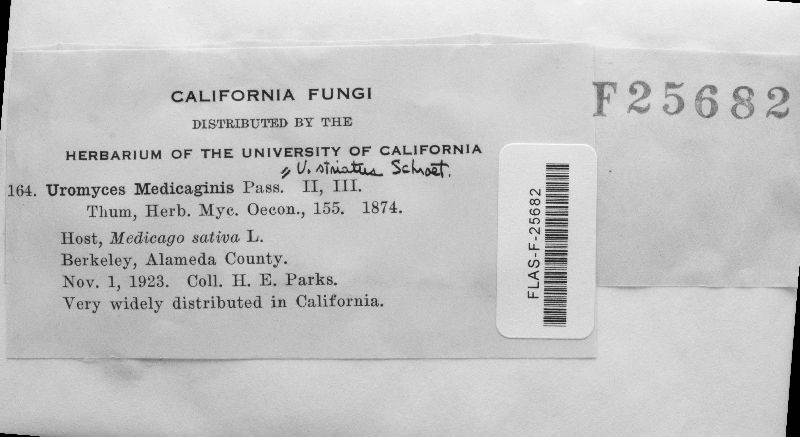 CALIFORNIA FUNGI
DISTRIBUTED BY THE
HERBARIUM OF THE UNIVERSITY OF CALIFORNIA
= U. striatus Schroet.
164. Uromyces Medicaginis Pass. II, III.
Thum, Herb. Myc. Oecon., 155. 1874.
Host, Medicago sativa L.
Berkeley, Alameda County.
Nov. 1, 1923. Coll. H. E. Parks.
Very widely distributed in California.
FLAS-F-25682
F25682